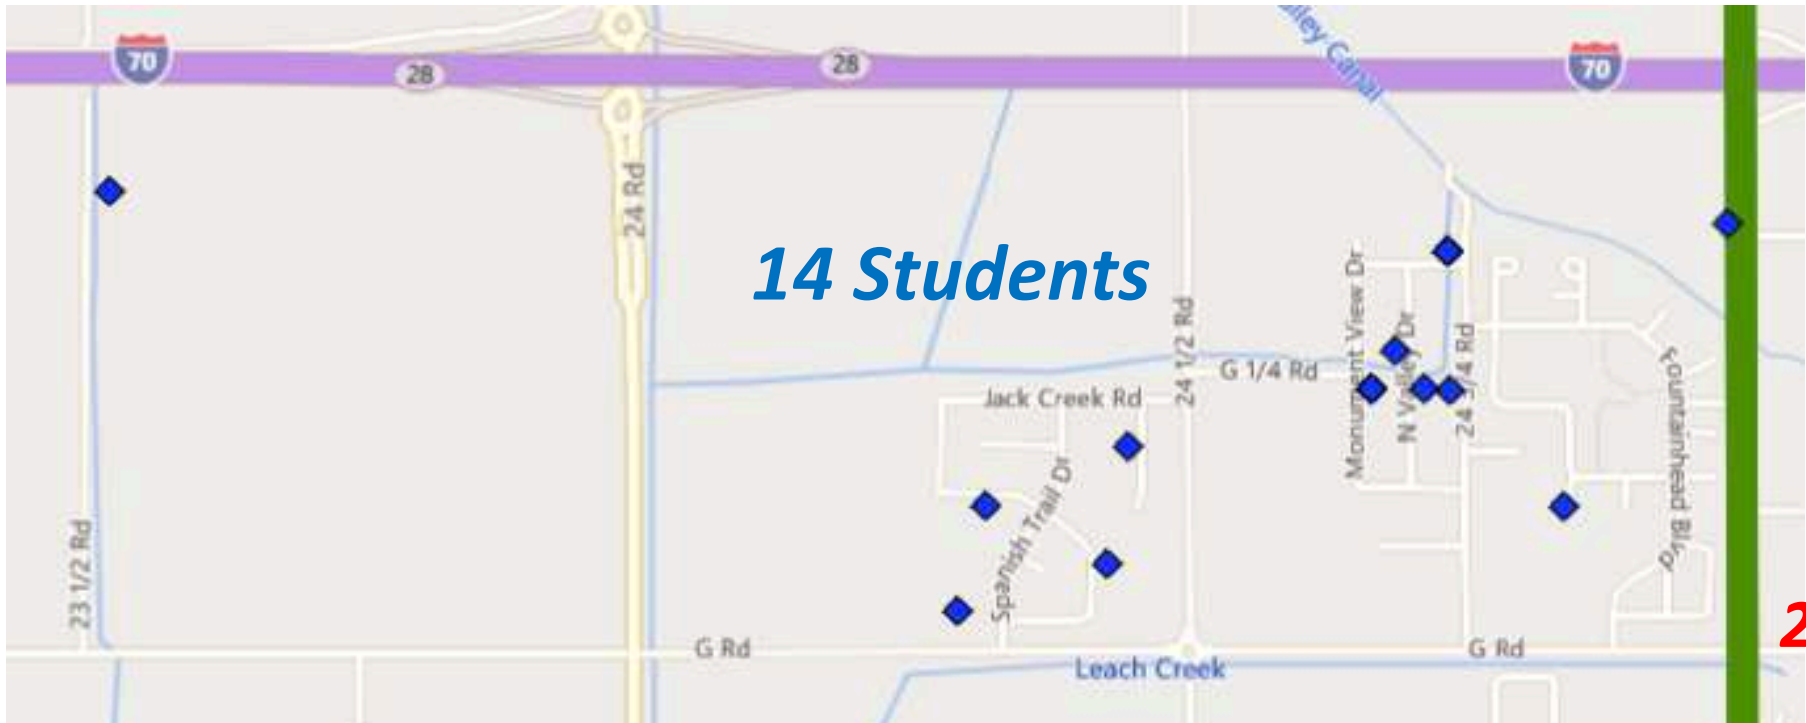 lley Canal
70
28
28
70
24 Rd
14 Students
Monument View Dr
24 1/2 Rd
N Valley Dr
24 3/4 Rd
G 1/4 Rd
Jack Creek Rd
Fountainhead Blvd
Spanish Trail Dr
23 1/2 Rd
2
G Rd
G Rd
Leach Creek